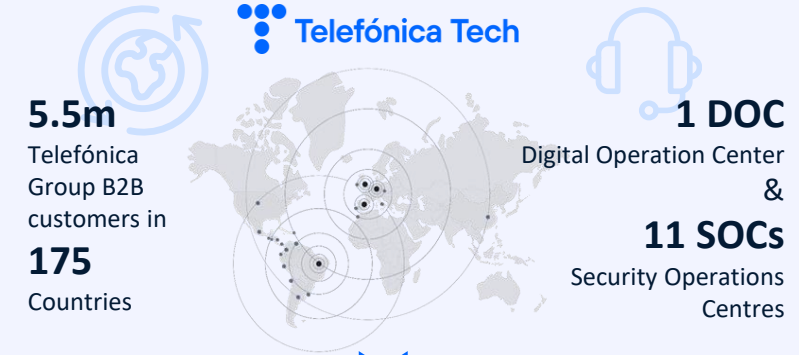 Telefónica Tech
5.5m
Telefónica
Group B2B
customers in
175
Countries
1 DOC
Digital Operation Center
&
11 SOCs
Security Operations
Centres